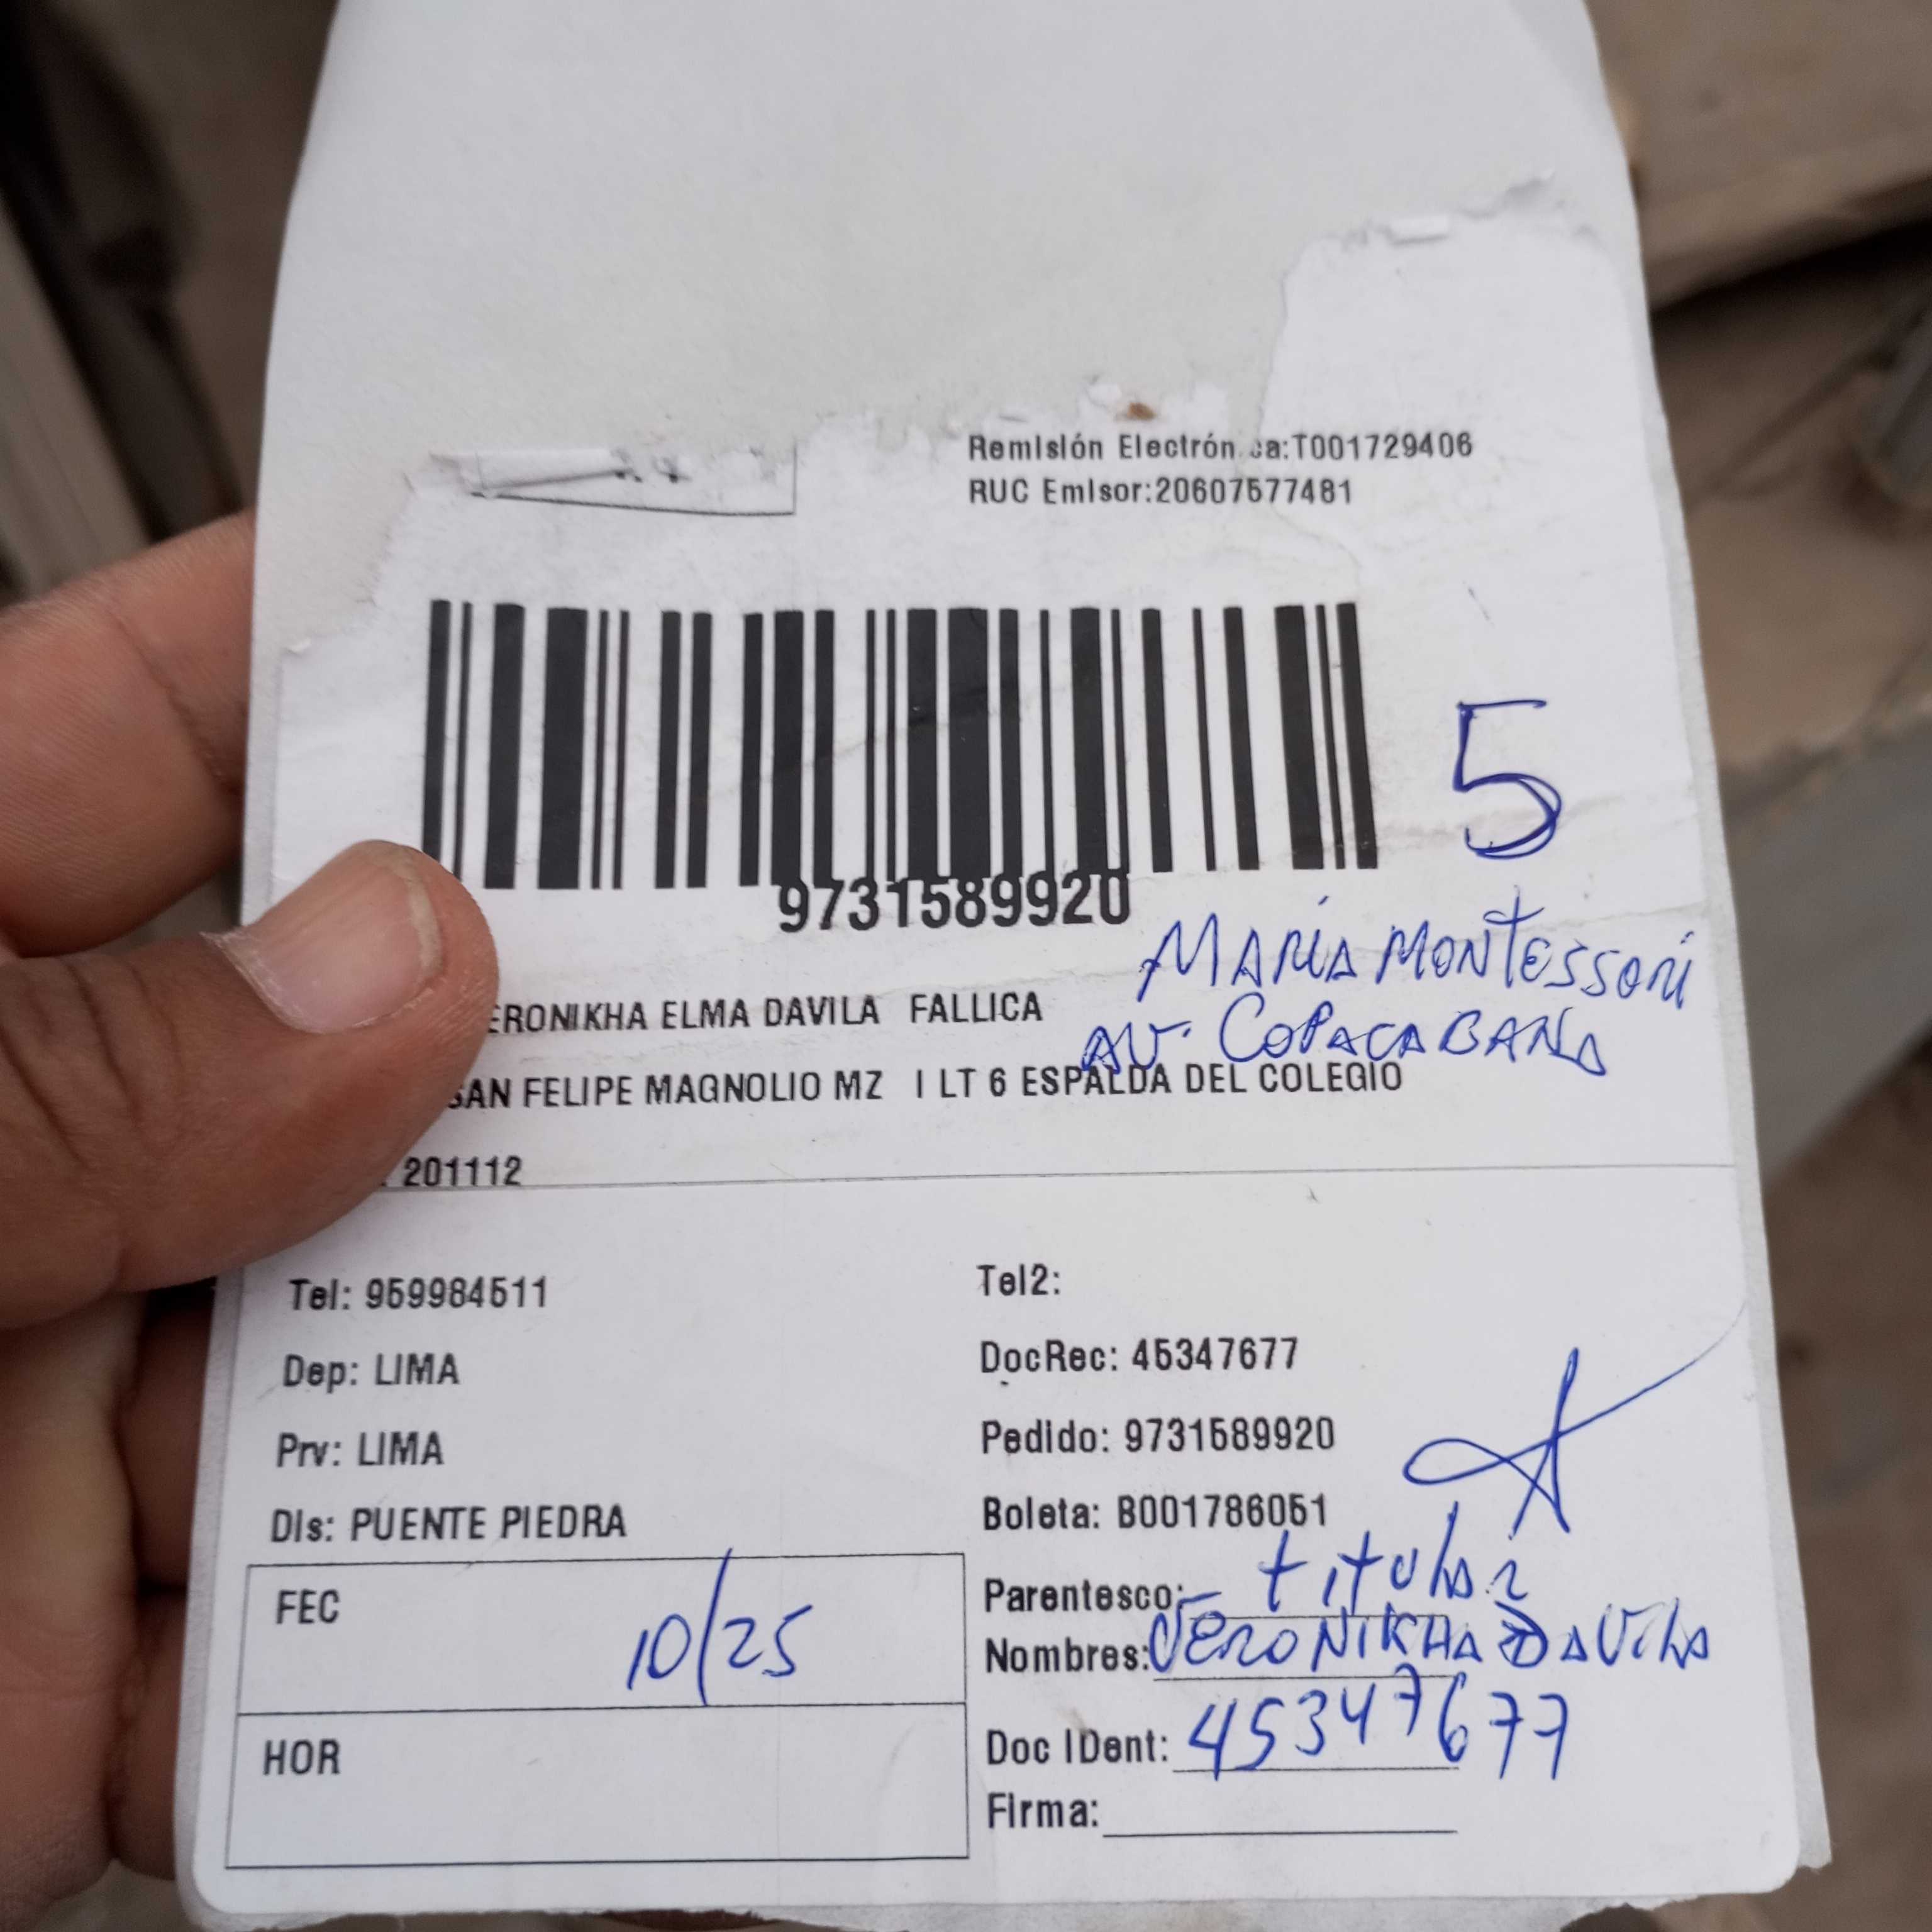 Remisión Electrón ca:T001729406
RUC Emisor:20607577481
5
9731589920
MARÍA MONTESSORI
AV. COPACABANA
ERONIKHA ELMA DAVILA FALLICA
SAN FELIPE MAGNOLIO MZ I LT 6 ESPALDA DEL COLEGIO
201112
Tel: 959984511
Tel2:
Dep: LIMA
DocRec: 45347677
Prv: LIMA
Pedido: 9731589920
Dis: PUENTE PIEDRA
Boleta: B001786051
FEC 10/25
Parentesco: titular
Nombres: VERONIKHA DAVILA
HOR
Doc IDent: 45347677
Firma: